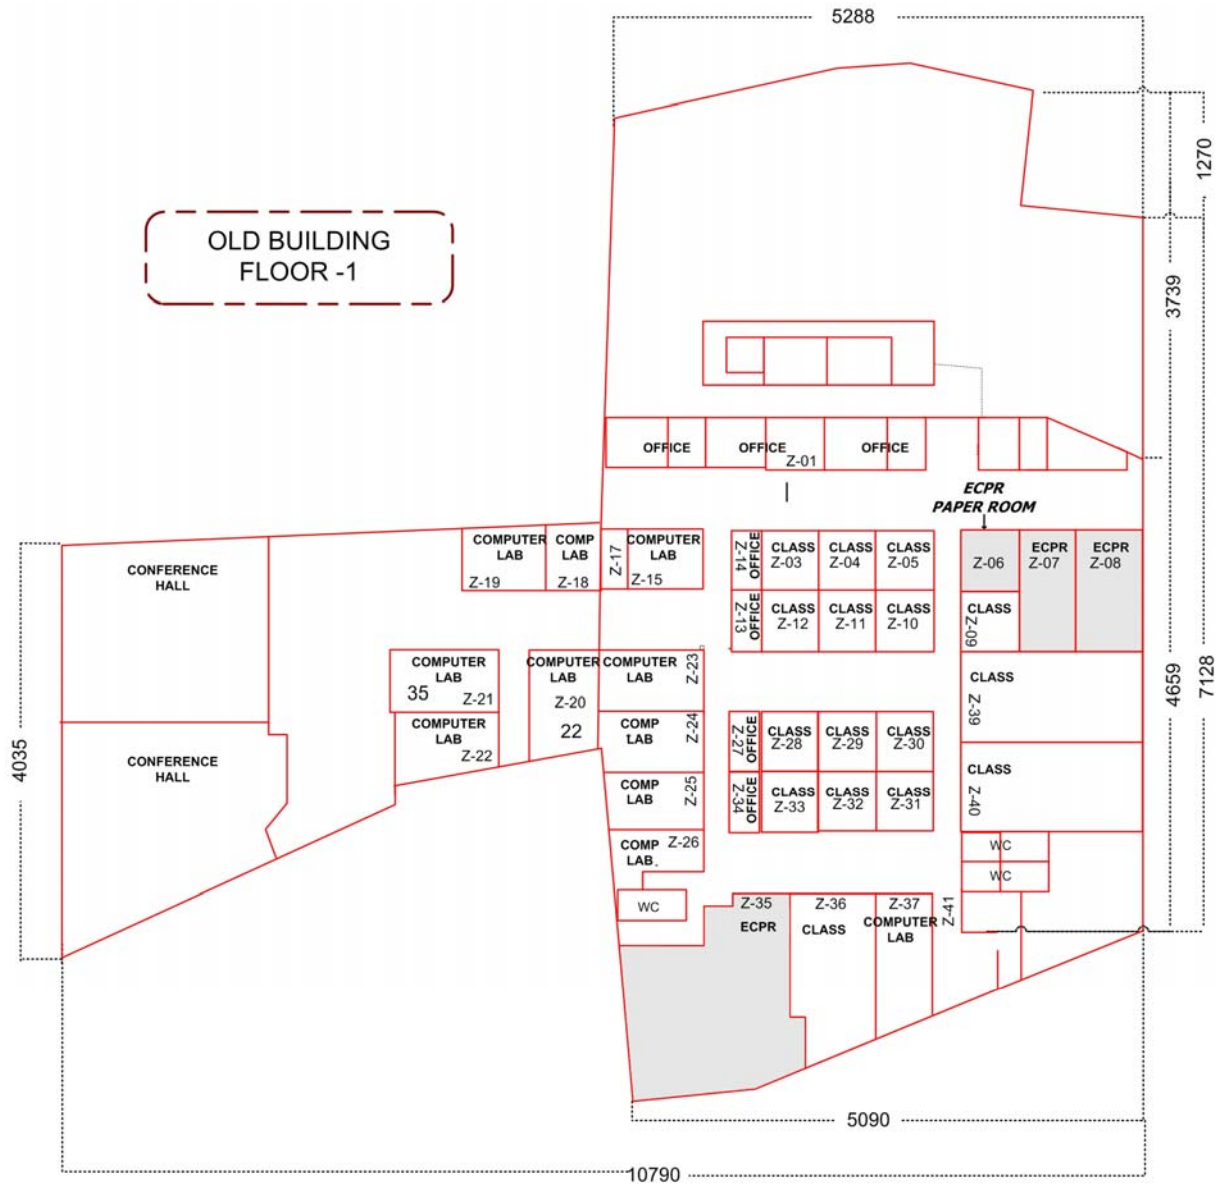 5288
1270
OLD BUILDING
FLOOR -1
3739
OFFICE
OFFICE
OFFICE
Z-01
ECPR
PAPER ROOM
CONFERENCE
HALL
COMPUTER
LAB
Z-19
COMP
LAB
Z-18
Z-17
COMPUTER
LAB
Z-15
Z-14
OFFICE
CLASS
Z-03
CLASS
Z-04
CLASS
Z-05
Z-06
ECPR
Z-07
ECPR
Z-08
Z-13
OFFICE
CLASS
Z-12
CLASS
Z-11
CLASS
Z-10
CLASS
Z-09
COMPUTER
LAB
35
Z-21
COMPUTER
LAB
Z-20
22
COMPUTER
LAB
Z-23
CLASS
Z-39
4659
7128
COMPUTER
LAB
Z-22
COMP
LAB
Z-24
Z-27
OFFICE
CLASS
Z-28
CLASS
Z-29
CLASS
Z-30
4035
CONFERENCE
HALL
COMP
LAB
Z-25
Z-34
OFFICE
CLASS
Z-33
CLASS
Z-32
CLASS
Z-31
CLASS
Z-40
COMP
LAB.
Z-26
WC
WC
WC
Z-35
ECPR
Z-36
CLASS
Z-37
COMPUTER
LAB
Z-41
5090
10790